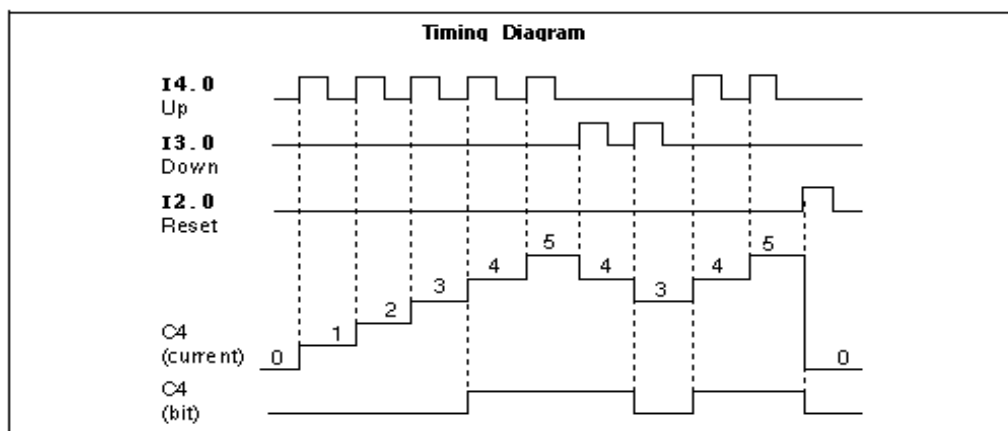 Timing Diagram
I4.0
Up
I3.0
Down
I2.0
Reset
5 5
4 4 4
3 3
2
1
C4
(current) 0 0
C4
(bit)